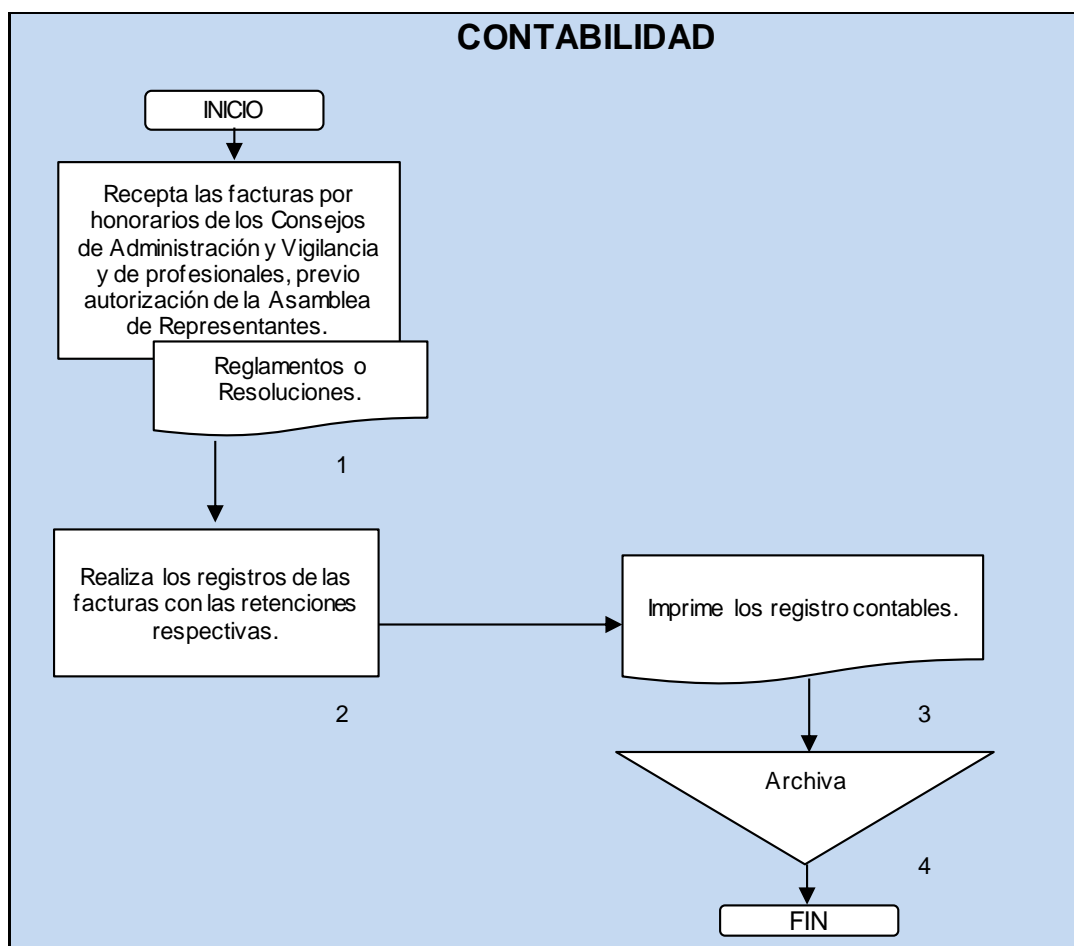 CONTABILIDAD
INICIO
Recepta las facturas por
honorarios de los Consejos
de Administración y Vigilancia
y de profesionales, previo
autorización de la Asamblea
de Representantes.
Reglamentos o
Resoluciones.
1
Realiza los registros de las
facturas con las retenciones
respectivas.
2
Imprime los registro contables.
3
Archiva
4
FIN